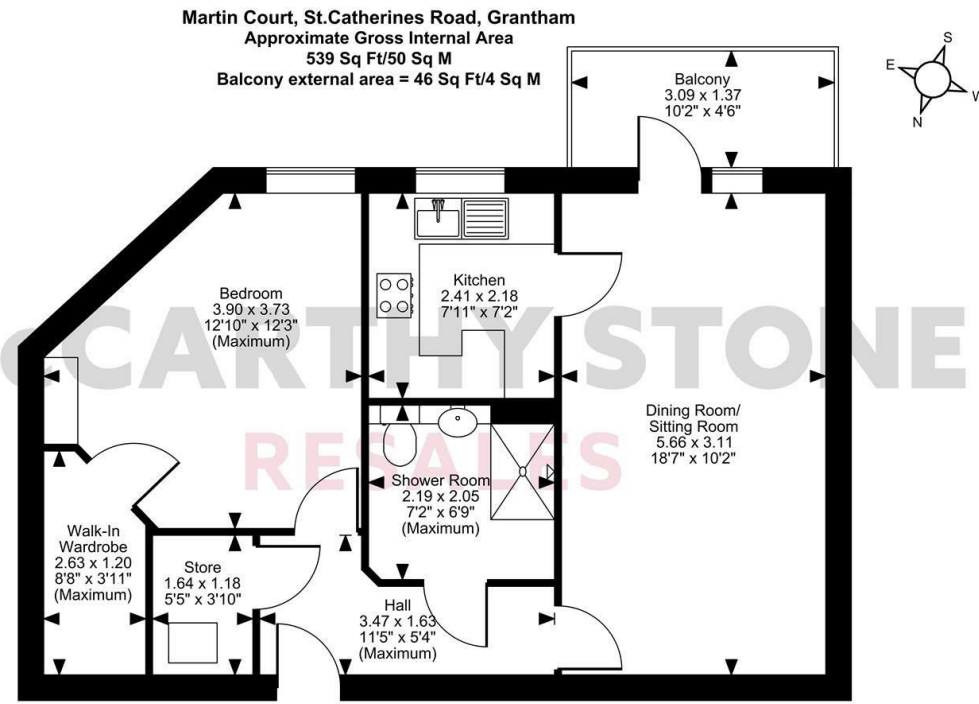 Martin Court, St.Catherines Road, Grantham
Approximate Gross Internal Area
539 Sq Ft/50 Sq M
Balcony external area = 46 Sq Ft/4 Sq M
S
E
W
N
Balcony
3.09 x 1.37
10'2" x 4'6"
Bedroom
3.90 x 3.73
12'10" x 12'3"
(Maximum)
Kitchen
2.41 x 2.18
7'11" x 7'2"
cCARTHY STONE
RESALES
Dining Room/
Sitting Room
5.66 x 3.11
18'7" x 10'2"
Shower Room
2.19 x 2.05
7'2" x 6'9"
(Maximum)
Walk-In
Wardrobe
2.63 x 1.20
8'8" x 3'11"
(Maximum)
Store
1.64 x 1.18
5'5" x 3'10"
Hall
3.47 x 1.63
11'5" x 5'4"
(Maximum)